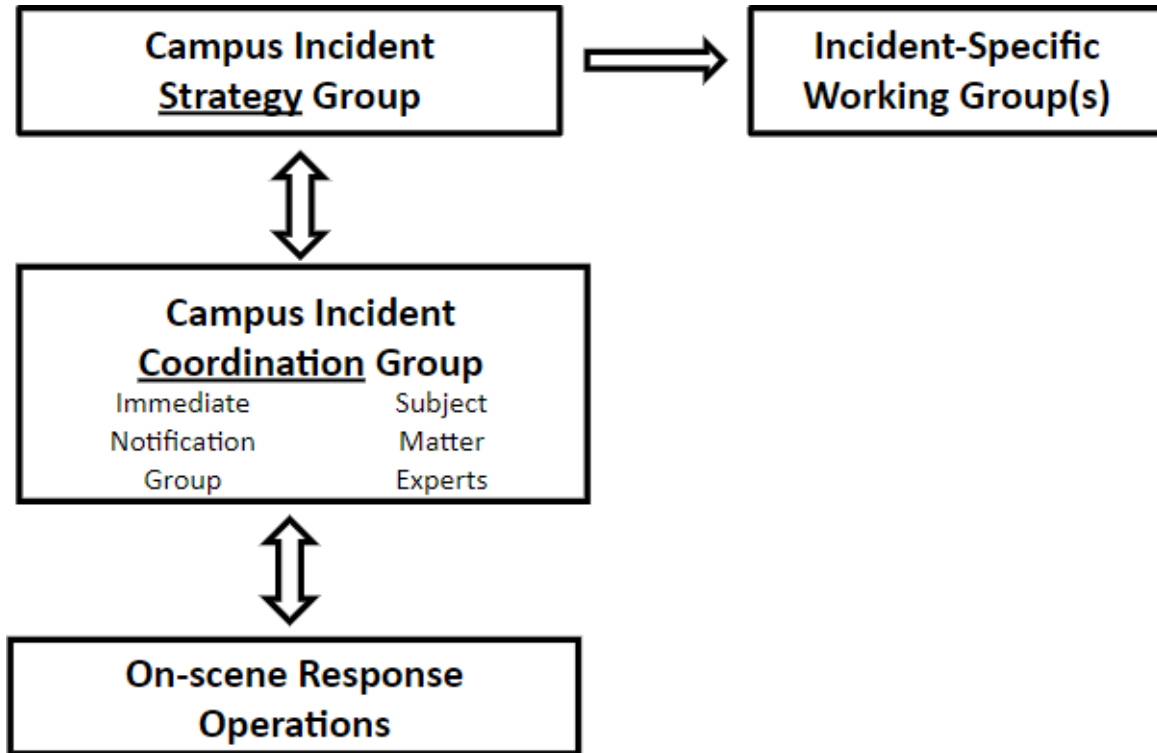 Campus Incident
Strategy Group
Incident-Specific
Working Group(s)
Campus Incident
Coordination Group
Immediate
Notification
Group
Subject
Matter
Experts
On-scene Response
Operations